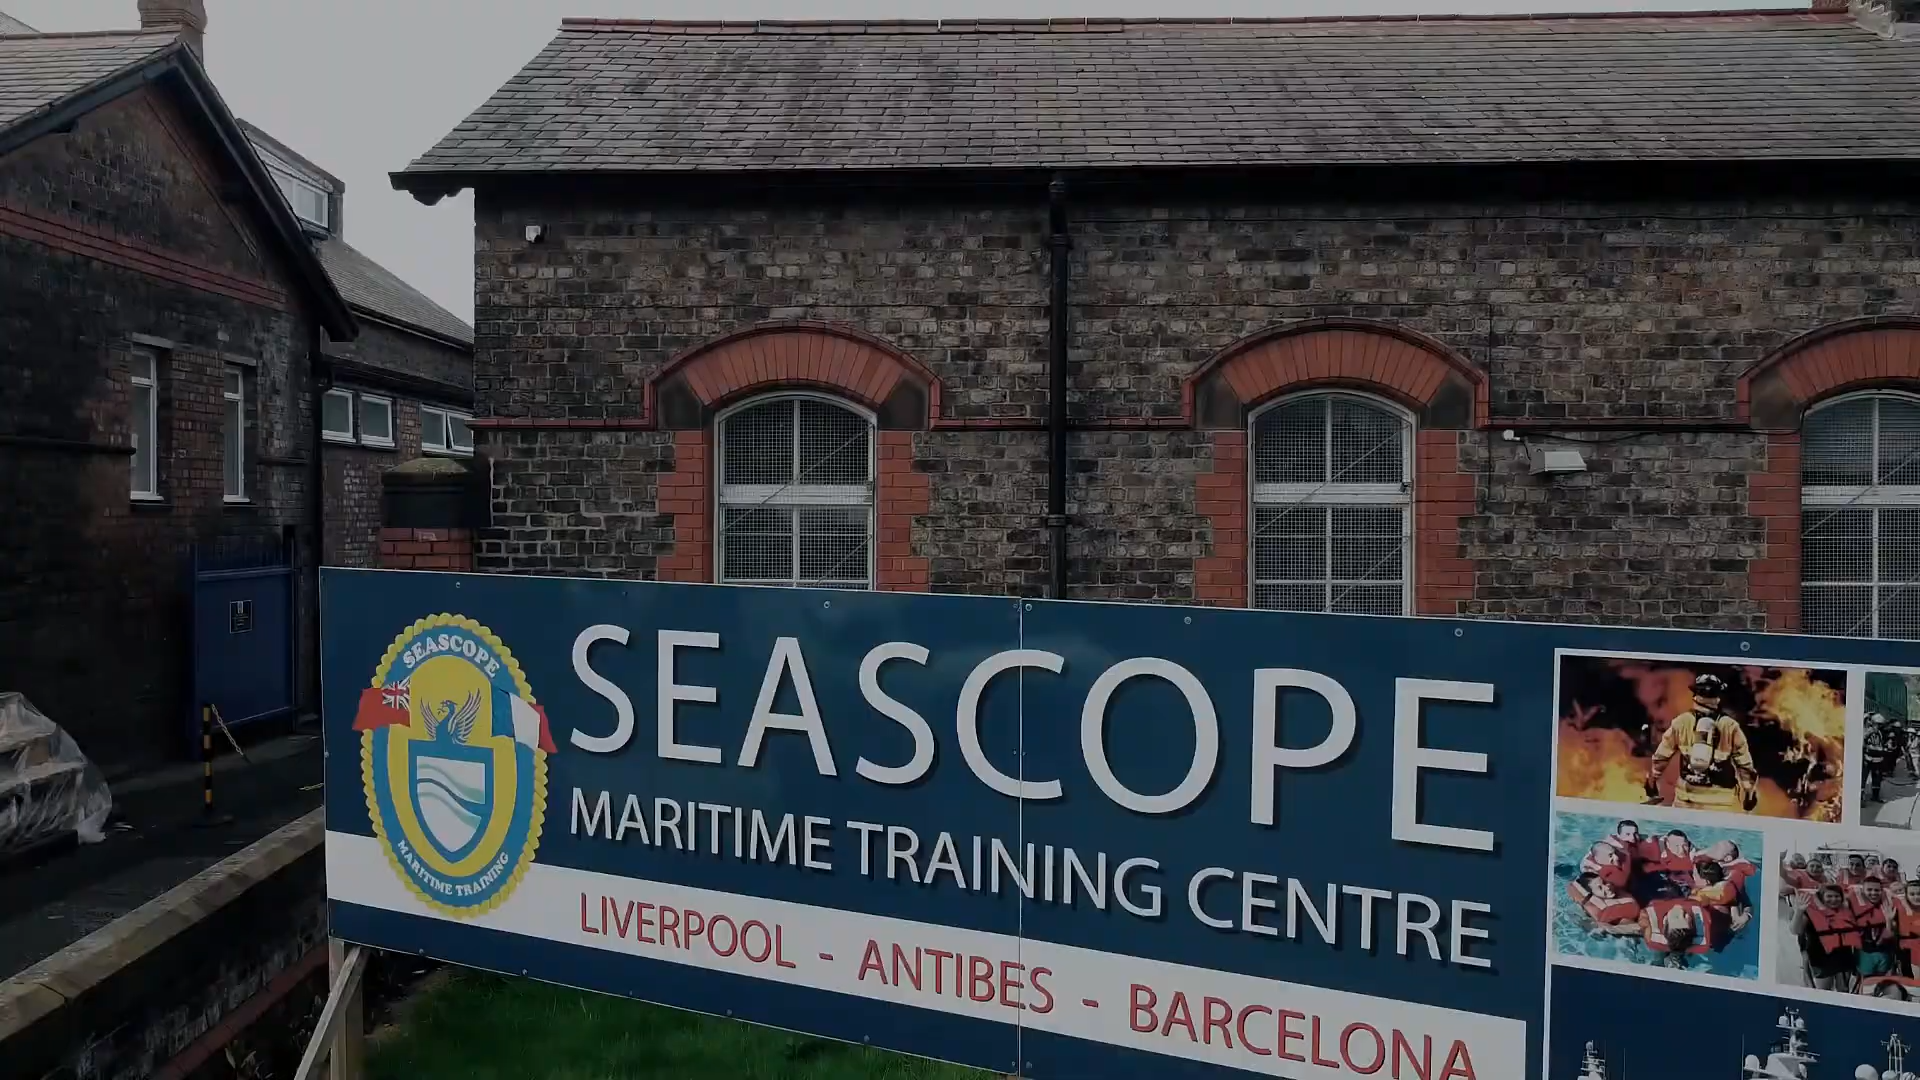 SEASCOPE
MARITIME TRAINING
SEASCOPE
MARITIME TRAINING CENTRE
LIVERPOOL - ANTIBES - BARCELONA